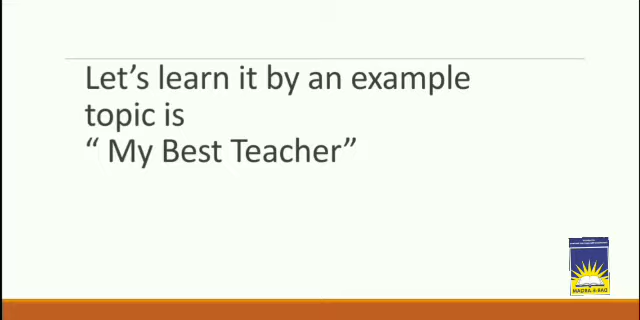 Let’s learn it by an example
topic is
“ My Best Teacher”